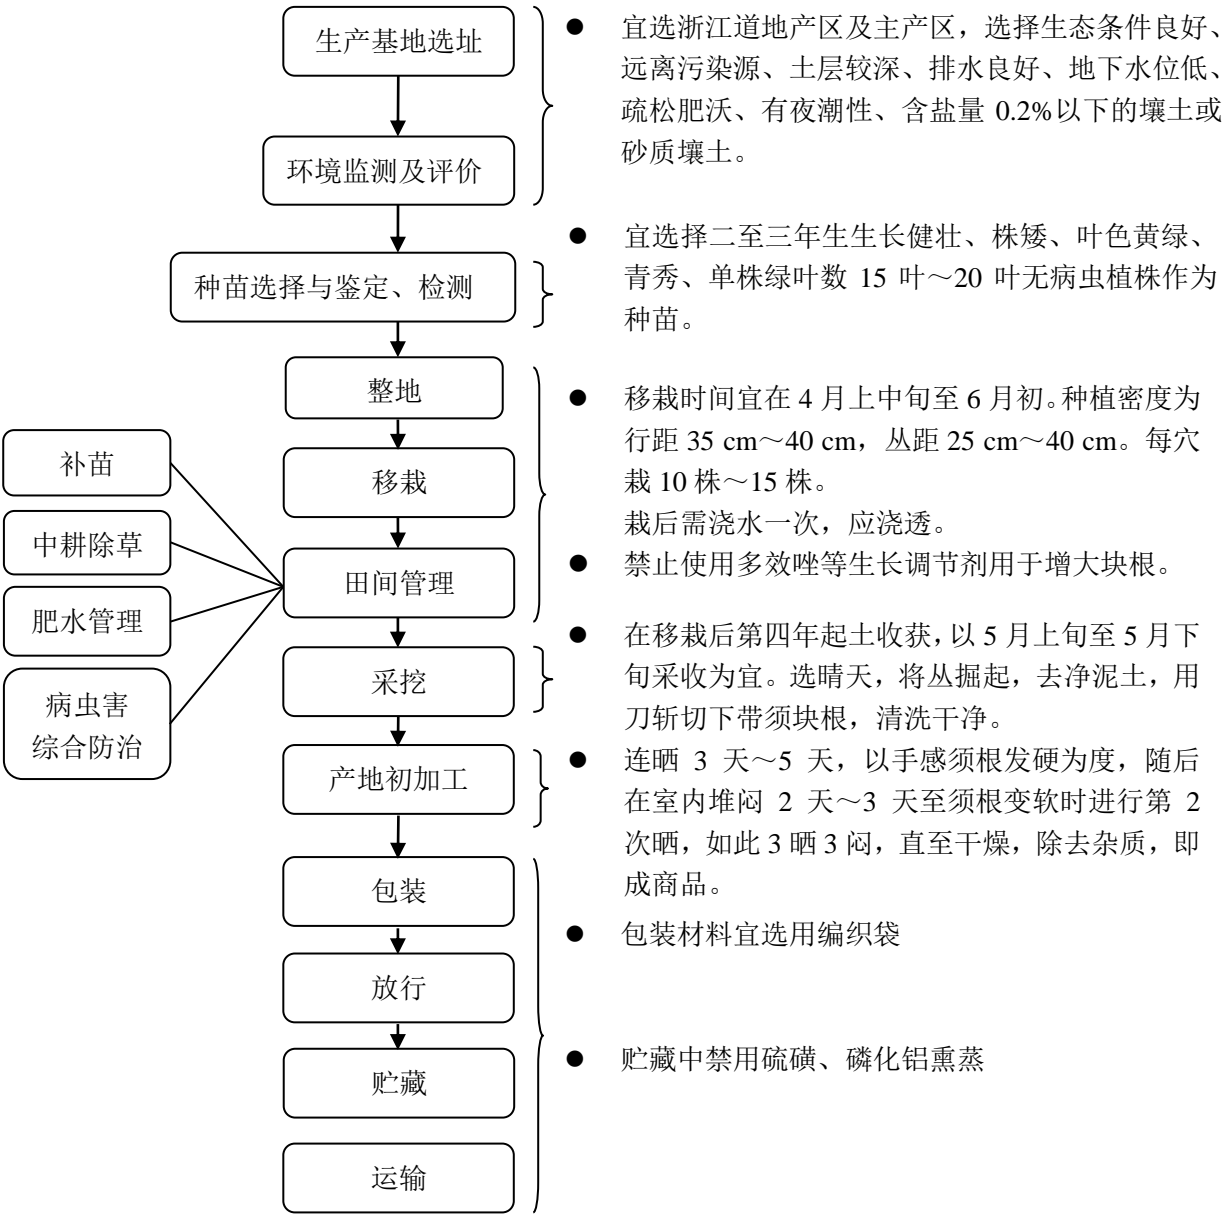 生产基地选址
环境监测及评价
种苗选择与鉴定、检测
整地
移栽
田间管理
采挖
产地初加工
包装
放行
贮藏
运输
补苗
中耕除草
肥水管理
病虫害
综合防治
● 宜选浙江道地产区及主产区，选择生态条件良好、
远离污染源、土层较深、排水良好、地下水位低、
疏松肥沃、有夜潮性、含盐量 0.2%以下的壤土或
砂质壤土。
● 宜选择二至三年生生长健壮、株矮、叶色黄绿、
青秀、单株绿叶数 15 叶～20 叶无病虫植株作为
种苗。
● 移栽时间宜在 4 月上中旬至 6 月初。种植密度为
行距 35 cm～40 cm，丛距 25 cm～40 cm。每穴
栽 10 株～15 株。
栽后需浇水一次，应浇透。
● 禁止使用多效唑等生长调节剂用于增大块根。
● 在移栽后第四年起土收获，以 5 月上旬至 5 月下
旬采收为宜。选晴天，将丛掘起，去净泥土，用
刀斩切下带须块根，清洗干净。
● 连晒 3 天～5 天，以手感须根发硬为度，随后
在室内堆闷 2 天～3 天至须根变软时进行第 2
次晒，如此 3 晒 3 闷，直至干燥，除去杂质，即
成商品。
● 包装材料宜选用编织袋
● 贮藏中禁用硫磺、磷化铝熏蒸